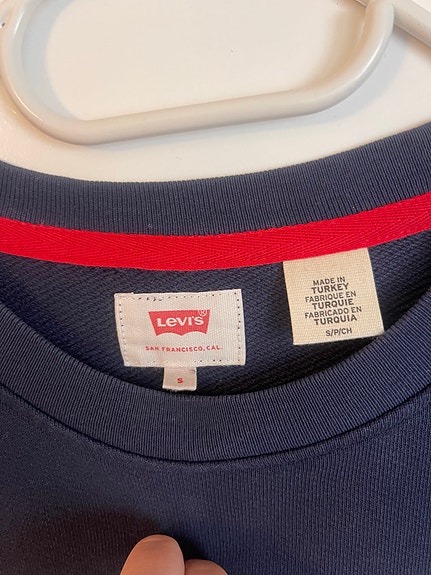 LEVI'S®
SAN FRANCISCO, CAL.
S
MADE IN
TURKEY
FABRIQUE EN
TURQUIE
FABRICADO EN
TURQUIA
S/P/CH